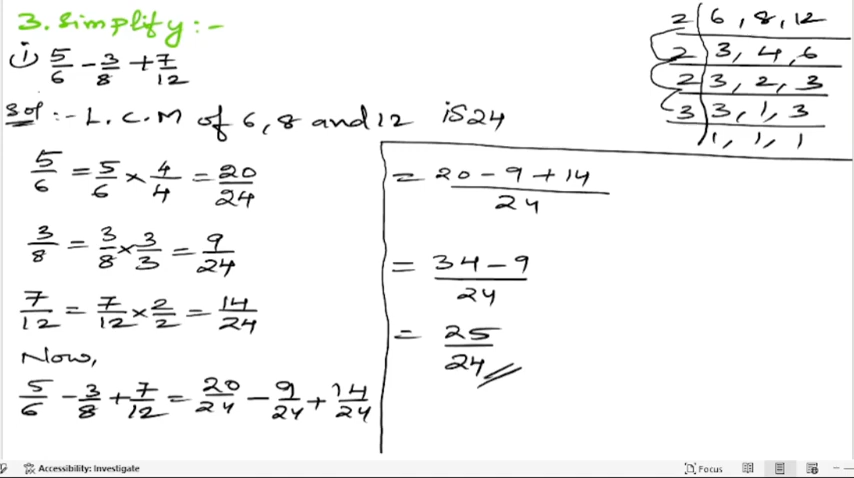 3. Simplify:-
i) 5/6 - 3/8 + 7/12
Sol:- L.C.M of 6, 8 and 12 is 24
5/6 = 5/6 × 4/4 = 20/24
3/8 = 3/8 × 3/3 = 9/24
7/12 = 7/12 × 2/2 = 14/24
Now,
5/6 - 3/8 + 7/12 = 20/24 - 9/24 + 14/24
= 20 - 9 + 14 / 24
= 34 - 9 / 24
= 25/24
2 | 6, 8, 12
2 | 3, 4, 6
2 | 3, 2, 3
3 | 3, 1, 3
1, 1, 1
Accessibility: Investigate
Focus